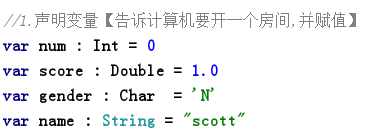 //1.声明变量【告诉计算机要开一个房间,并赋值】
var num : Int = 0
var score : Double = 1.0
var gender : Char  = 'N'
var name : String = "scott"